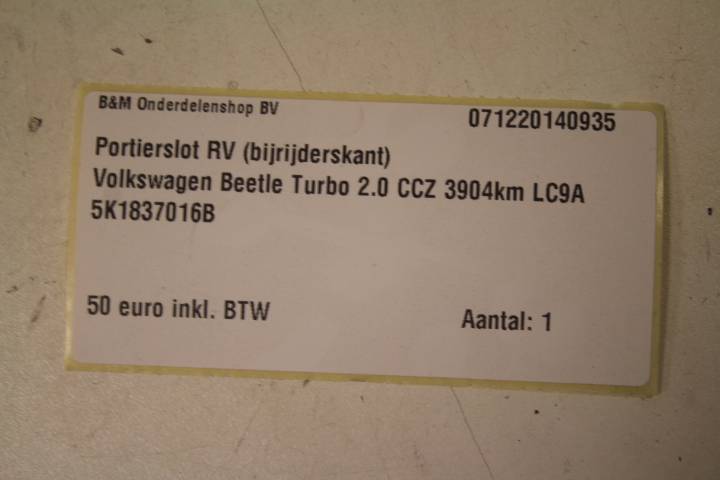 B&M Onderdelenshop BV
071220140935
Portierslot RV (bijrijderskant)
Volkswagen Beetle Turbo 2.0 CCZ 3904km LC9A
5K1837016B
50 euro inkl. BTW
Aantal: 1